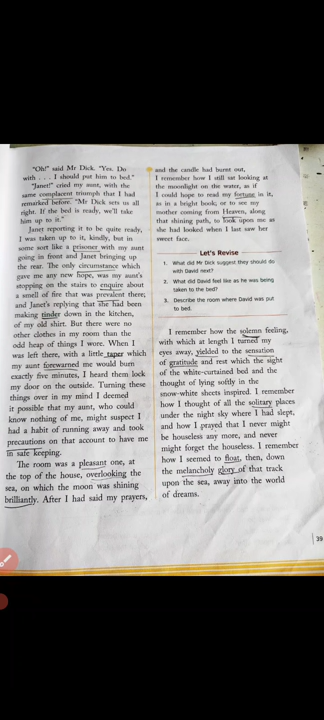 "Oh!" said Mr Dick. "Yes. Do
with . . . I should put him to bed."
"Janet!" cried my aunt, with the
same complacent triumph that I had
remarked before. "Mr Dick sets us all
right. If the bed is ready, we'll take
him up to it."
Janet reporting it to be quite ready,
I was taken up to it, kindly, but in
some sort like a prisoner with my aunt
going in front and Janet bringing up
the rear. The only circumstance which
gave me any new hope, was my aunt's
stopping on the stairs to enquire about
a smell of fire that was prevalent there;
and Janet's replying that she had been
making tinder down in the kitchen,
of my old shirt. But there were no
other clothes in my room than the
odd heap of things I wore. When I
was left there, with a little taper which
my aunt forewarned me would burn
exactly five minutes, I heard them lock
my door on the outside. Turning these
things over in my mind I deemed
it possible that my aunt, who could
know nothing of me, might suspect I
had a habit of running away and took
precautions on that account to have me
in safe keeping.
The room was a pleasant one, at
the top of the house, overlooking the
sea, on which the moon was shining
brilliantly. After I had said my prayers,
and the candle had burnt out,
I remember how I still sat looking at
the moonlight on the water, as if
I could hope to read my fortune in it,
as in a bright book; or to see my
mother coming from Heaven, along
that shining path, to look upon me as
she had looked when I last saw her
sweet face.
Let's Revise
1. What did Mr Dick suggest they should do
with David next?
2. What did David feel like as he was being
taken to the bed?
3. Describe the room where David was put
to bed.
I remember how the solemn feeling,
with which at length I turned my
eyes away, yielded to the sensation
of gratitude and rest which the sight
of the white-curtained bed and the
thought of lying softly in the
snow-white sheets inspired. I remember
how I thought of all the solitary places
under the night sky where I had slept,
and how I prayed that I never might
be houseless any more, and never
might forget the houseless. I remember
how I seemed to float, then, down
the melancholy glory of that track
upon the sea, away into the world
of dreams.
39